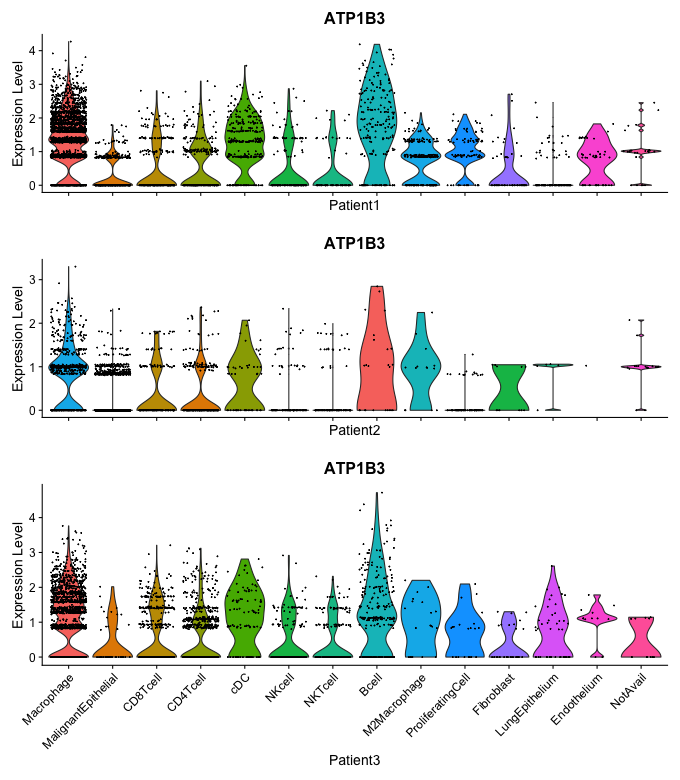 ATP1B3
Expression Level
4
3
2
1
0
Patient1
ATP1B3
Expression Level
3
2
1
0
Patient2
ATP1B3
Expression Level
4
3
2
1
0
Macrophage
MalignantEpithelial
CD8Tcell
CD4Tcell
cDC
NKcell
NKTcell
Bcell
M2Macrophage
ProliferatingCell
Fibroblast
LungEpithelium
Endothelium
NotAvail
Patient3